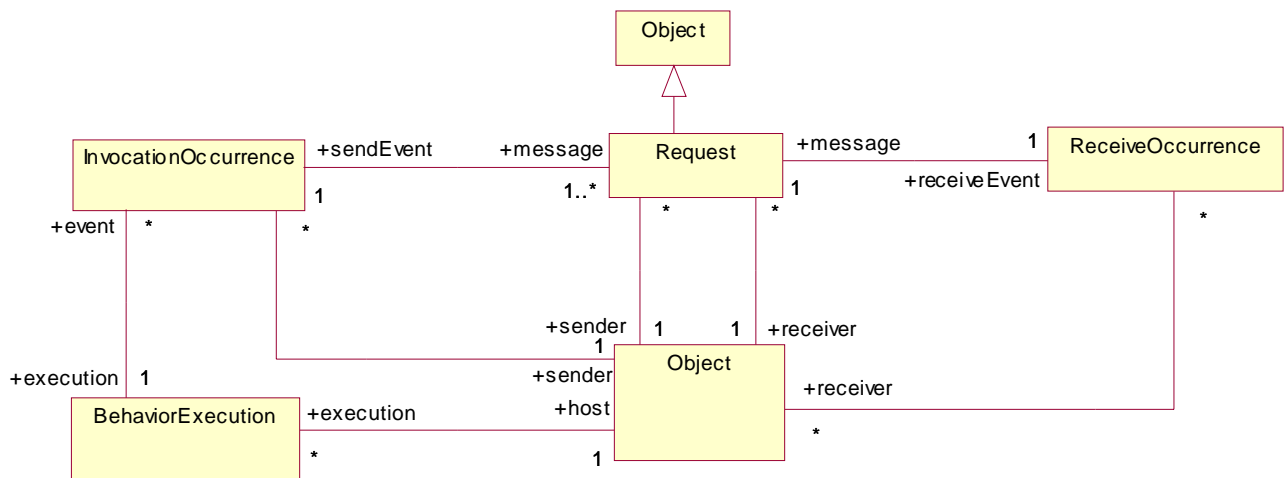 Object
InvocationOccurrence
+sendEvent
+message
Request
+message
1
ReceiveOccurrence
1
1..*
1
+receiveEvent
+event
*
*
*
*
*
+sender
1
1
+receiver
1
Object
+execution
1
+sender
+receiver
BehaviorExecution
+execution
+host
*
*
1